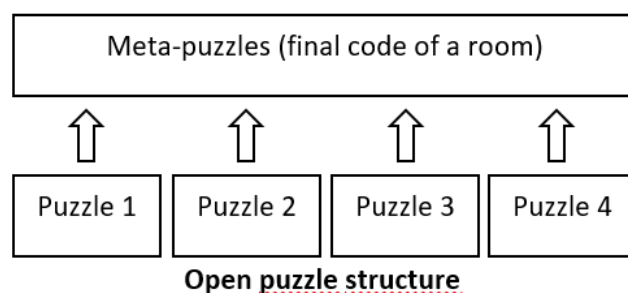 Meta-puzzles (final code of a room)
Puzzle 1 Puzzle 2 Puzzle 3 Puzzle 4
Open puzzle structure